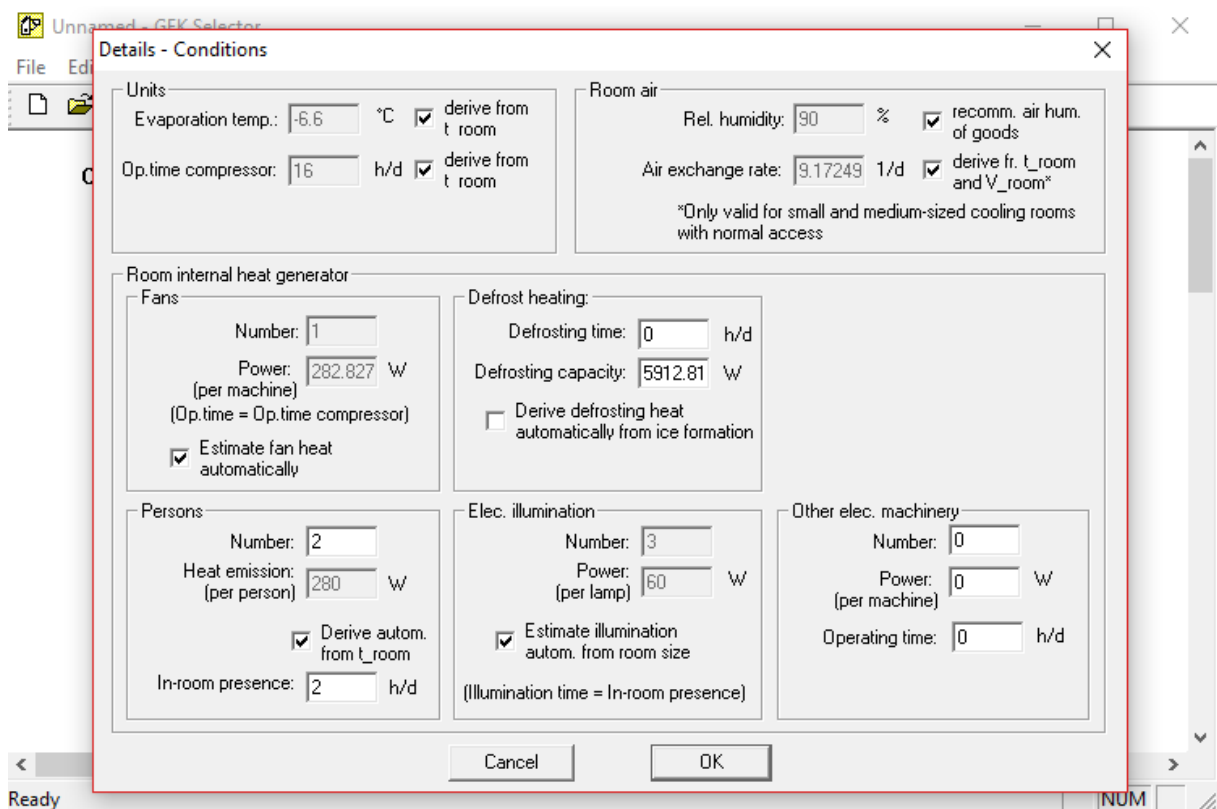 Unnamed - GFK Selector
Details - Conditions
File Edi
Units
Evaporation temp.: -6.6 °C derive from t_room
Op.time compressor: 16 h/d derive from t_room
Room air
Rel. humidity: 90 % recomm. air hum. of goods
Air exchange rate: 9.17249 1/d derive fr. t_room and V_room*
*Only valid for small and medium-sized cooling rooms
with normal access
Room internal heat generator
Fans
Number: 1
Power: 282.827 W
(per machine)
(Op.time = Op.time compressor)
Estimate fan heat
automatically
Defrost heating:
Defrosting time: 0 h/d
Defrosting capacity: 5912.81 W
Derive defrosting heat
automatically from ice formation
Persons
Number: 2
Heat emission: 280 W
(per person)
Derive autom.
from t_room
In-room presence: 2 h/d
Elec. illumination
Number: 3
Power: 60 W
(per lamp)
Estimate illumination
autom. from room size
(Illumination time = In-room presence)
Other elec. machinery
Number: 0
Power: 0 W
(per machine)
Operating time: 0 h/d
Cancel OK
Ready NUM